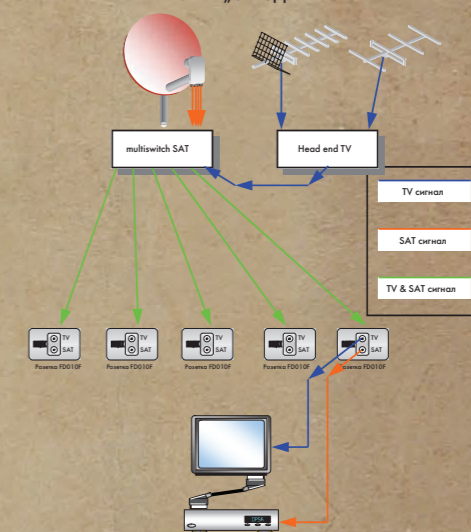 multiswitch SAT
Head end TV
TV сигнал
SAT сигнал
TV & SAT сигнал
TV
SAT
TV
SAT
TV
SAT
TV
SAT
TV
SAT
Розетка FD010F
Розетка FD010F
Розетка FD010F
Розетка FD010F
Розетка FD010F